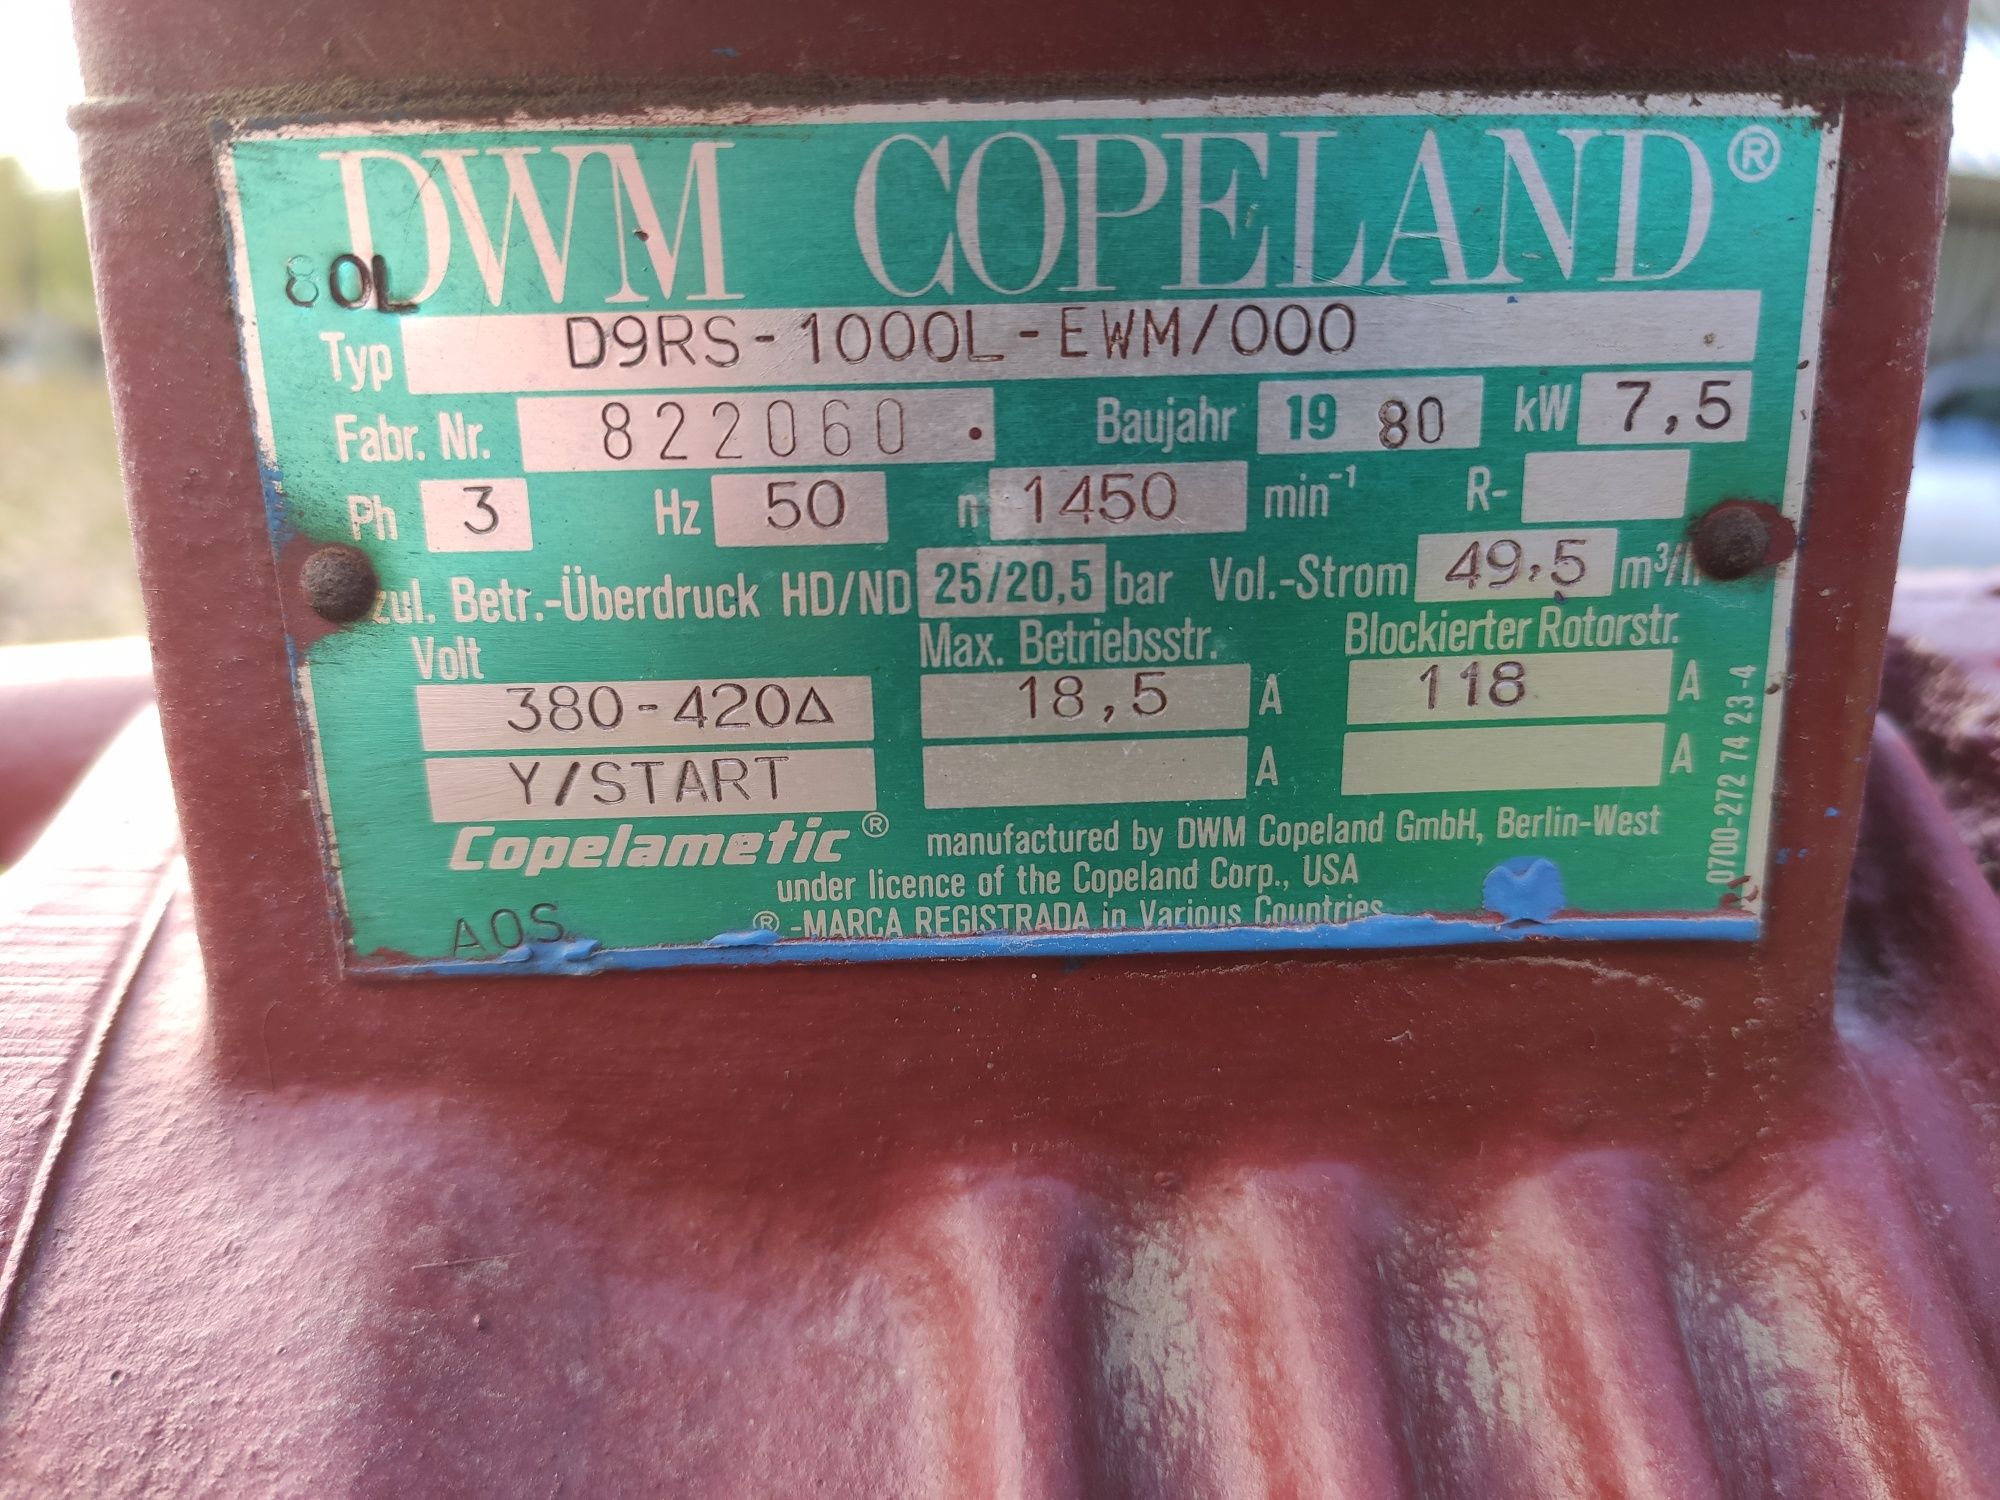 DWM COPELAND®
80L
Typ D9RS-1000L-EWM/000
Fabr. Nr. 822060. Baujahr 19 80 kW 7,5
Ph 3 Hz 50 n 1450 min⁻¹ R-
zul. Betr.-Überdruck HD/ND 25/20,5 bar Vol.-Strom 49,5 m³/h
Volt Max. Betriebsstr. Blockierter Rotorstr.
380-420Δ 18,5 A 118 A
Y/START A A
Copelametic® manufactured by DWM Copeland GmbH, Berlin-West
under licence of the Copeland Corp., USA
®-MARCA REGISTRADA in Various Countries
AOS
0700-272 74 23-4